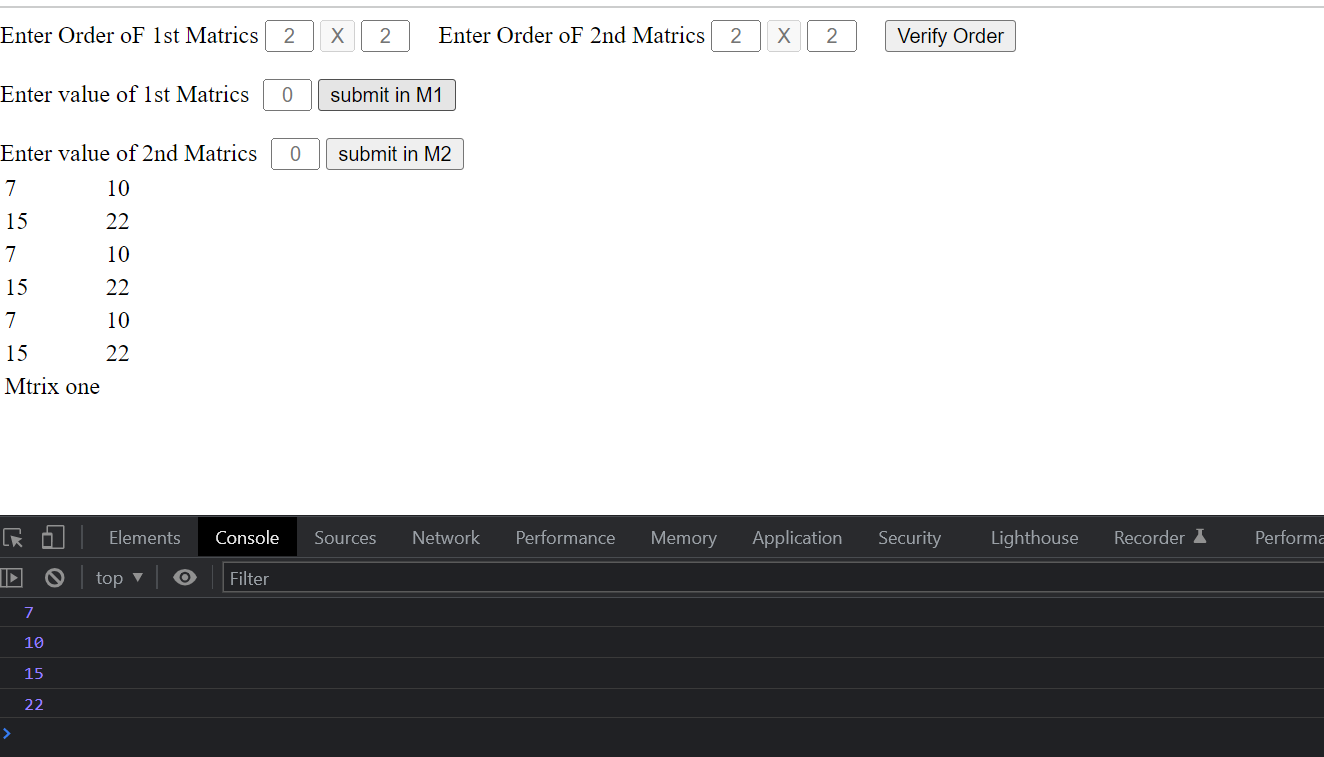 Enter Order oF 1st Matrics 2 X 2 Enter Order oF 2nd Matrics 2 X 2 Verify Order
Enter value of 1st Matrics 0 submit in M1
Enter value of 2nd Matrics 0 submit in M2
7 10
15 22
7 10
15 22
7 10
15 22
Mtrix one
Elements Console Sources Network Performance Memory Application Security Lighthouse Recorder Performa
top Filter
7
10
15
22